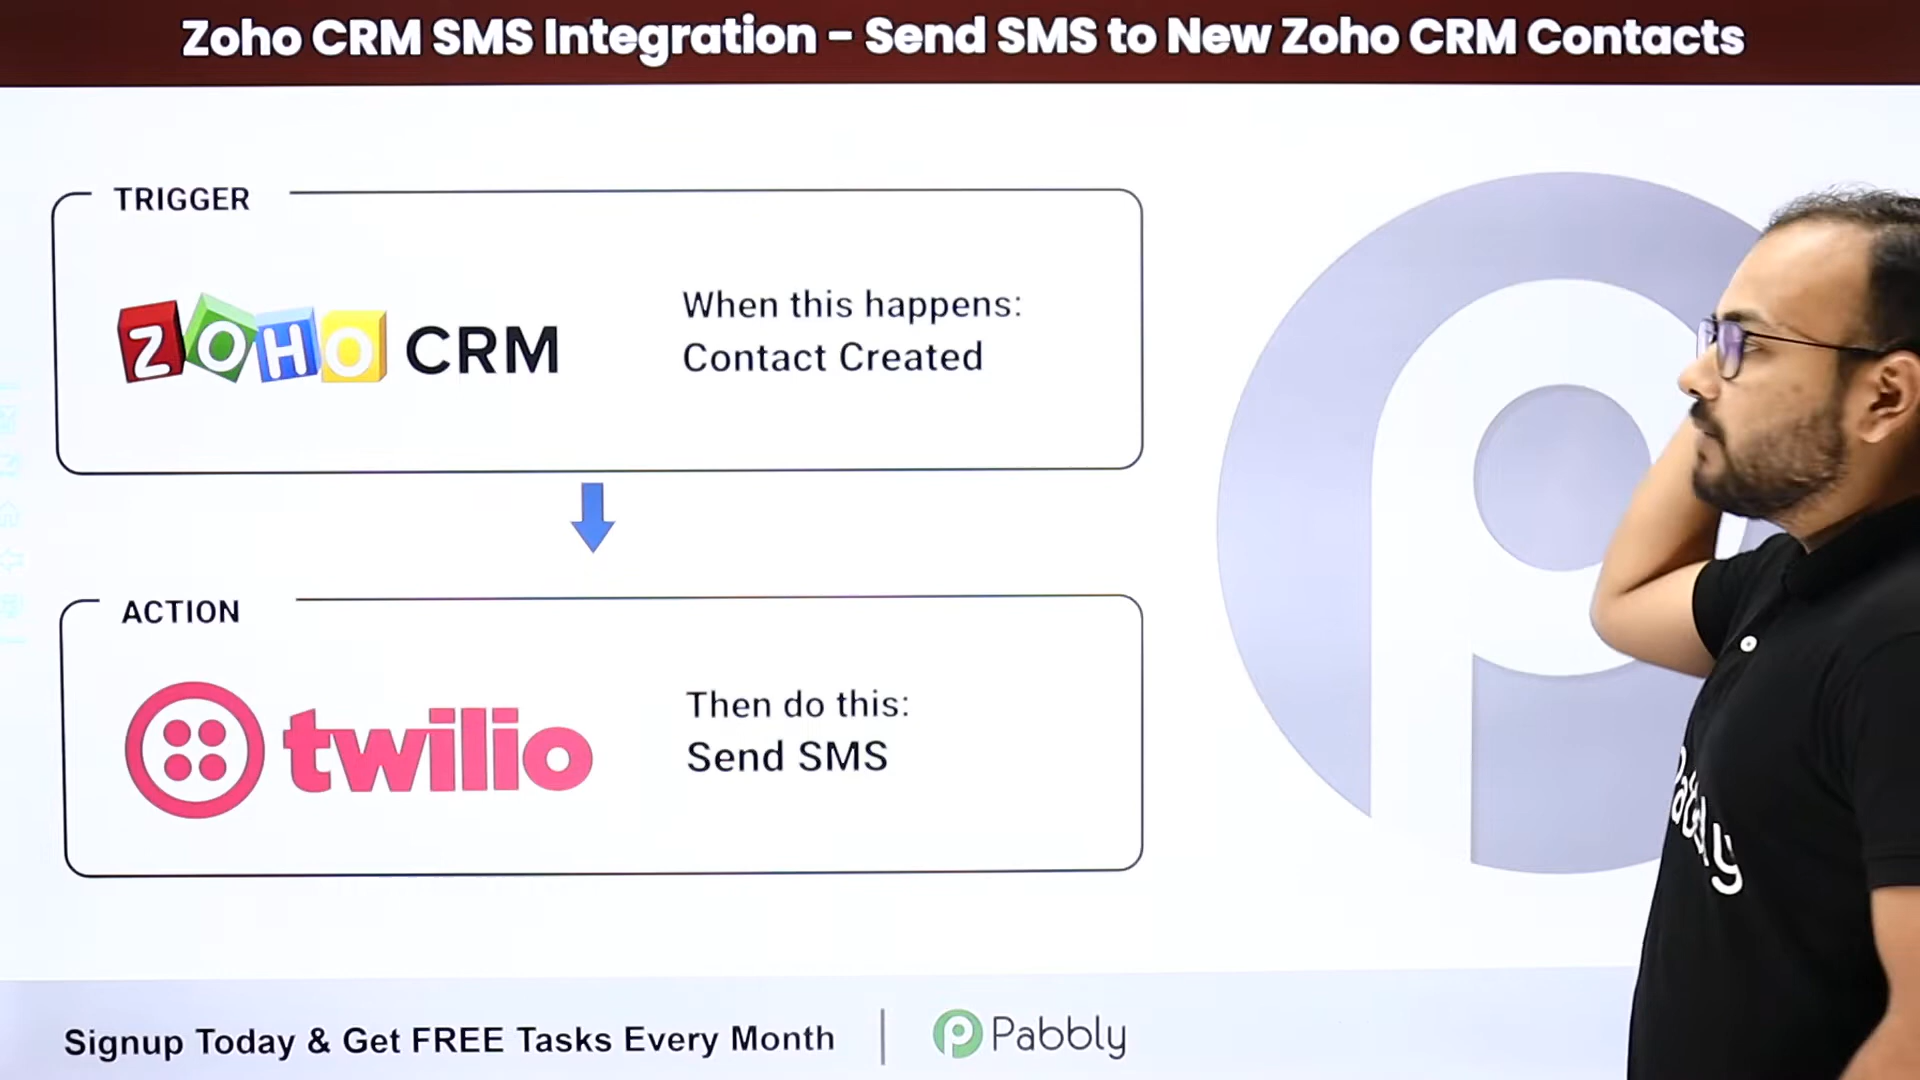 Zoho CRM SMS Integration - Send SMS to New Zoho CRM Contacts
TRIGGER
ZOHO CRM
When this happens:
Contact Created
ACTION
twilio
Then do this:
Send SMS
Signup Today & Get FREE Tasks Every Month
Pabbly
Pabbly